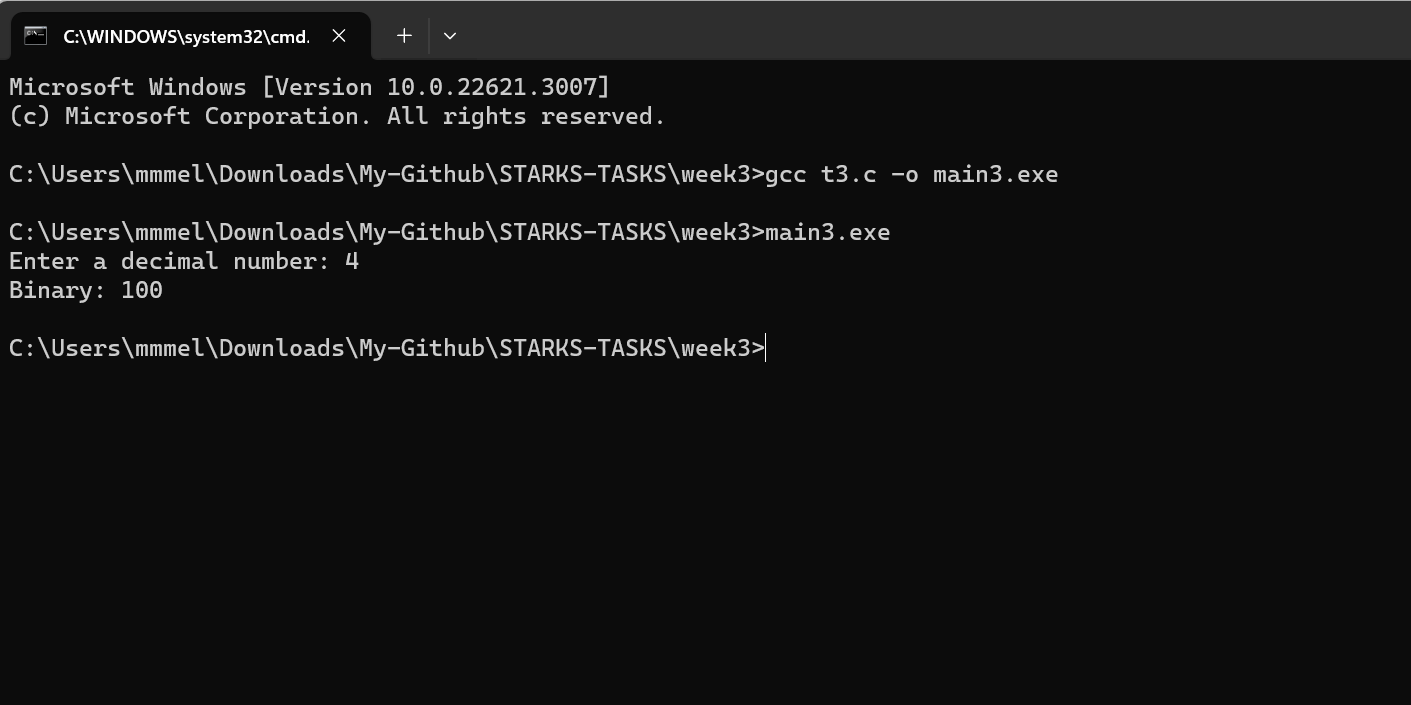 C:\WINDOWS\system32\cmd.
Microsoft Windows [Version 10.0.22621.3007]
(c) Microsoft Corporation. All rights reserved.
C:\Users\mmmel\Downloads\My-Github\STARKS-TASKS\week3>gcc t3.c -o main3.exe
C:\Users\mmmel\Downloads\My-Github\STARKS-TASKS\week3>main3.exe
Enter a decimal number: 4
Binary: 100
C:\Users\mmmel\Downloads\My-Github\STARKS-TASKS\week3>